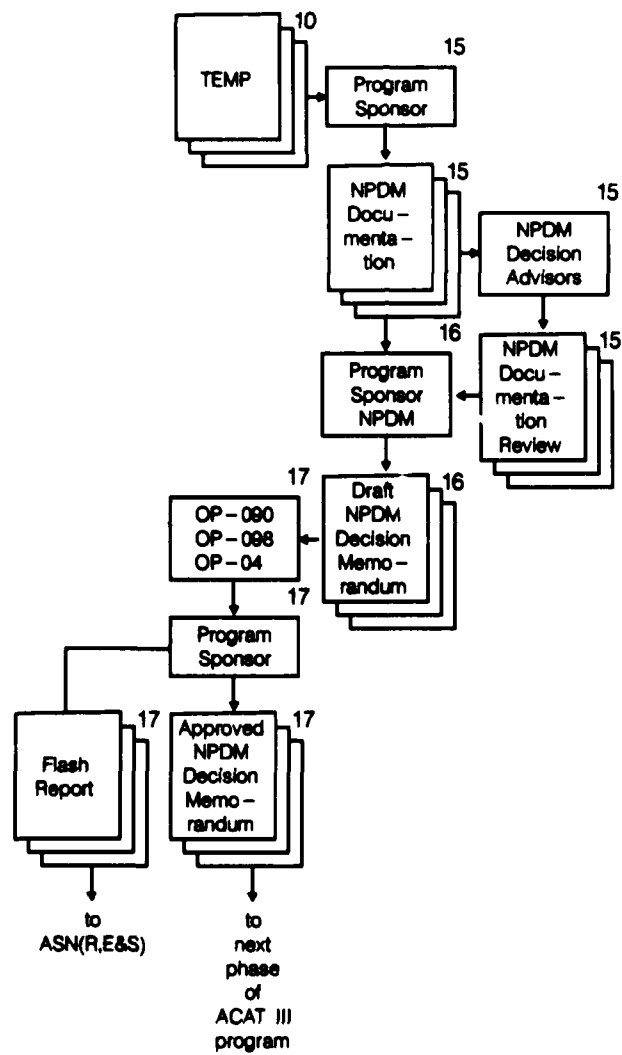 10
TEMP
15
Program
Sponsor
15
NPDM
Docu –
menta –
tion
15
NPDM
Decision
Advisors
16
Program
Sponsor
NPDM
15
NPDM
Docu –
menta –
tion
Review
17
OP – 090
OP – 098
OP – 04
16
Draft
NPDM
Decision
Memo –
randum
17
Program
Sponsor
17
Flash
Report
17
Approved
NPDM
Decision
Memo –
randum
to
ASN(R,E&S)
to
next
phase
of
ACAT III
program